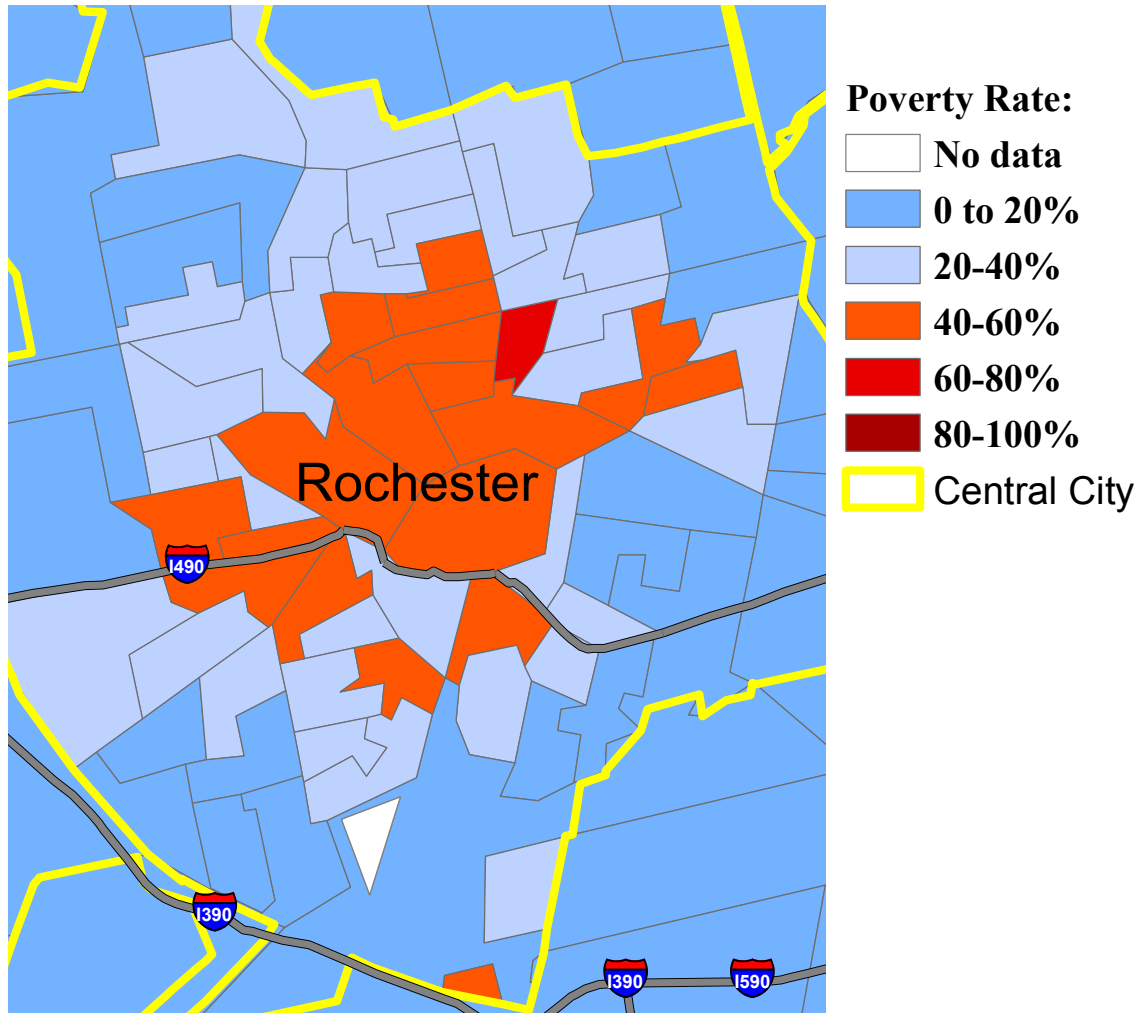 Poverty Rate:
No data
0 to 20%
20-40%
40-60%
60-80%
80-100%
Central City
Rochester
I490
I390
I390
I590